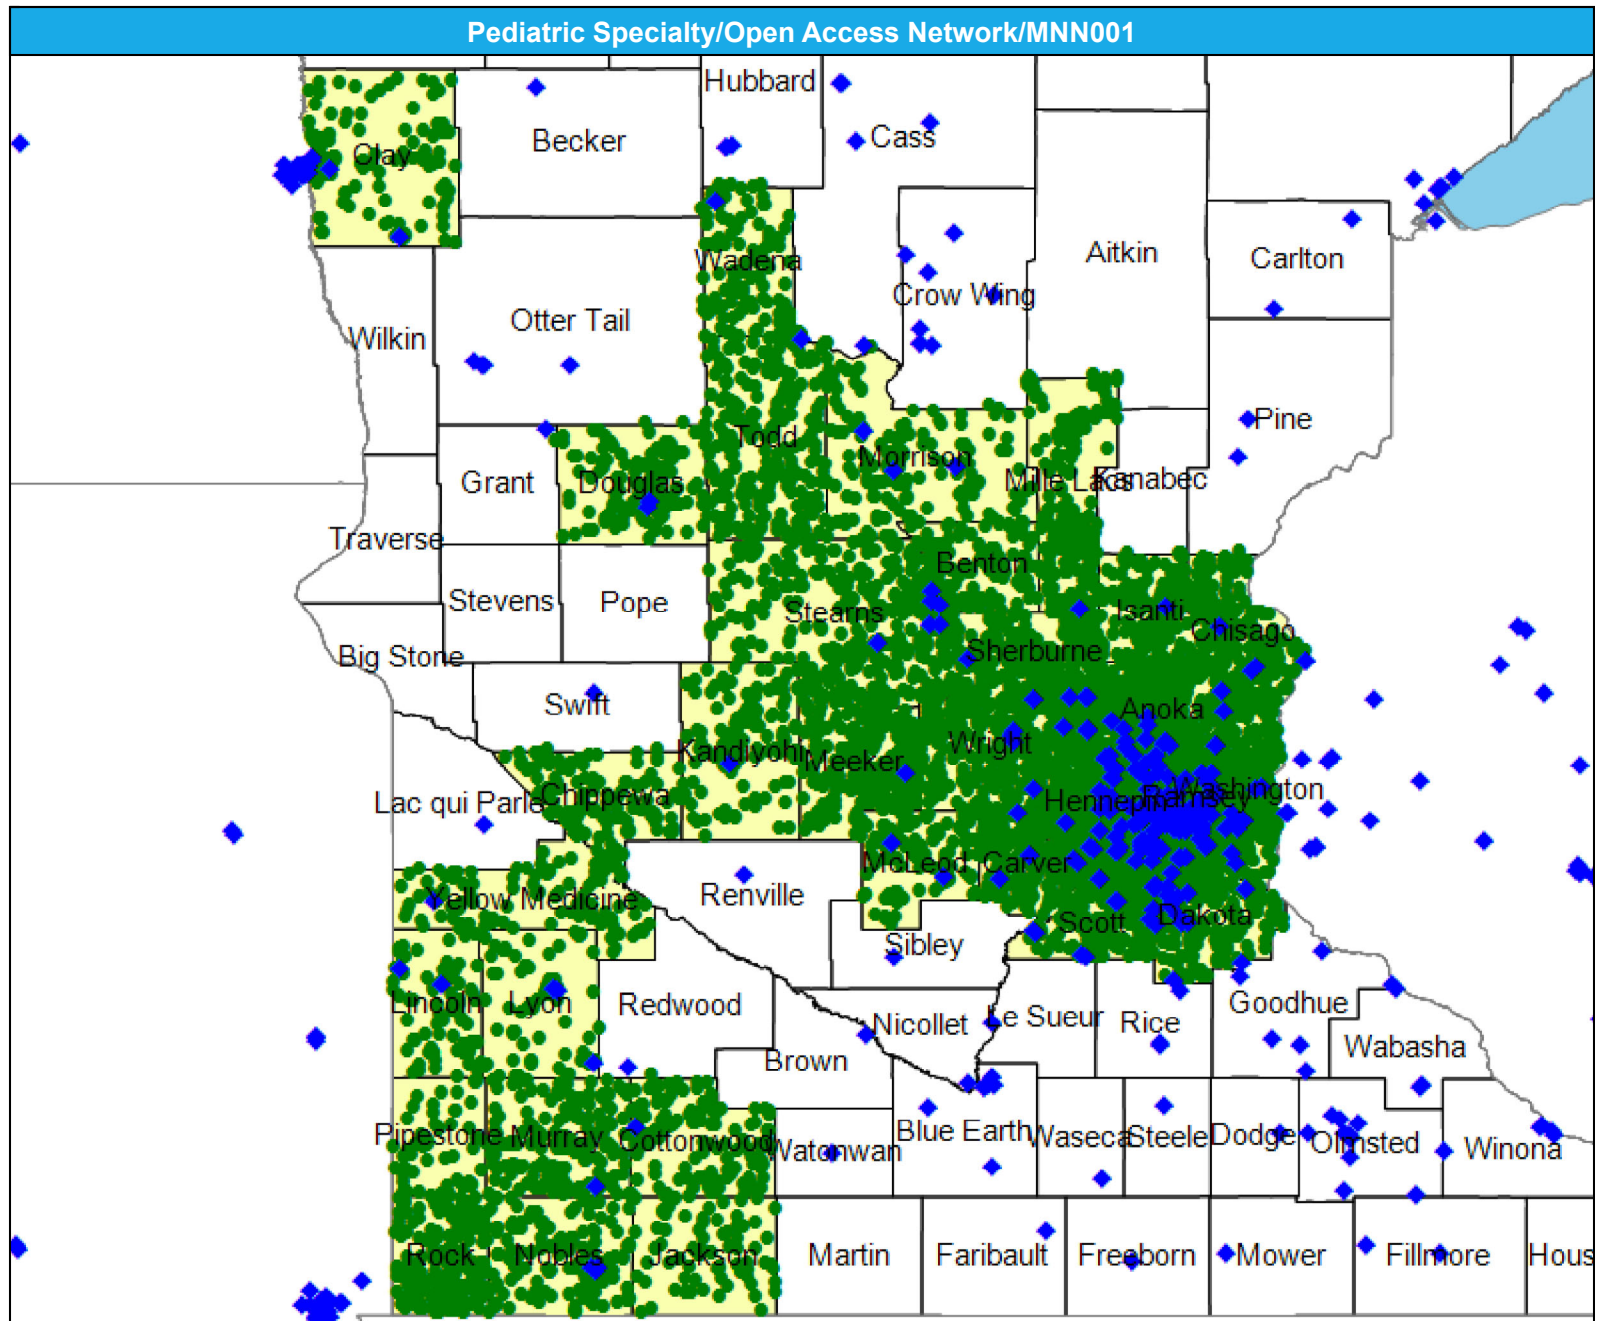 Pediatric Specialty/Open Access Network/MNN001
Hubbard
Becker
Cass
Clay
Wadena
Aitkin
Carlton
Crow Wing
Otter Tail
Wilkin
Pine
Todd
Morrison
Mille Lacs
Kanabec
Grant
Douglas
Traverse
Benton
Stevens
Pope
Stearns
Isanti
Chisago
Big Stone
Sherburne
Swift
Anoka
Kandiyohi
Meeker
Wright
Lac qui Parle
Chippewa
Hennepin
Ramsey
Washington
McLeod
Carver
Yellow Medicine
Renville
Scott
Dakota
Sibley
Lincoln
Lyon
Redwood
Nicollet
Le Sueur
Rice
Goodhue
Brown
Wabasha
Pipestone
Murray
Cottonwood
Watonwan
Blue Earth
Waseca
Steele
Dodge
Olmsted
Winona
Rock
Nobles
Jackson
Martin
Faribault
Freeborn
Mower
Fillmore
Hous